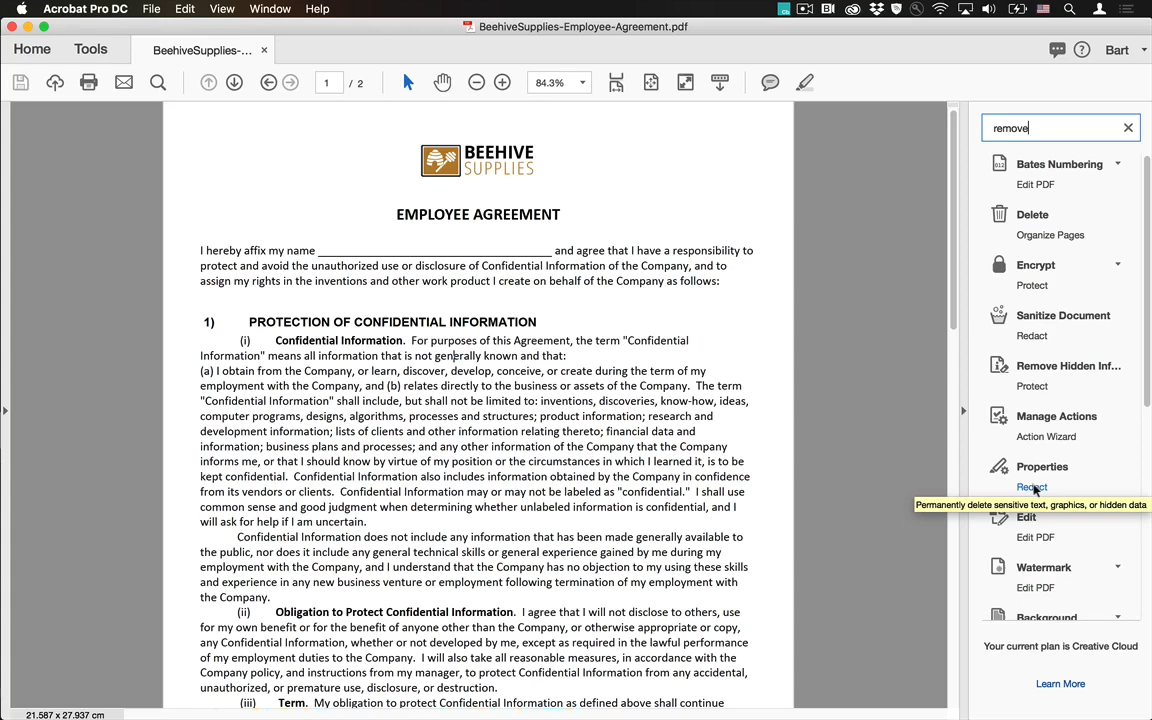 Acrobat Pro DC File Edit View Window Help
BeehiveSupplies-Employee-Agreement.pdf
Home Tools BeehiveSupplies-... × Bart
1 / 2 84.3%
remove
Bates Numbering
Edit PDF
Delete
Organize Pages
Encrypt
Protect
Sanitize Document
Redact
Remove Hidden Inf...
Protect
Manage Actions
Action Wizard
Properties
Redact
Permanently delete sensitive text, graphics, or hidden data
Edit
Edit PDF
Watermark
Edit PDF
Background
Your current plan is Creative Cloud
Learn More
BEEHIVE
SUPPLIES
EMPLOYEE AGREEMENT
I hereby affix my name ______________________ and agree that I have a responsibility to
protect and avoid the unauthorized use or disclosure of Confidential Information of the Company, and to
assign my rights in the inventions and other work product I create on behalf of the Company as follows:
1) PROTECTION OF CONFIDENTIAL INFORMATION
(i) Confidential Information. For purposes of this Agreement, the term "Confidential
Information" means all information that is not generally known and that:
(a) I obtain from the Company, or learn, discover, develop, conceive, or create during the term of my
employment with the Company, and (b) relates directly to the business or assets of the Company. The term
"Confidential Information" shall include, but shall not be limited to: inventions, discoveries, know-how, ideas,
computer programs, designs, algorithms, processes and structures; product information; research and
development information; lists of clients and other information relating thereto; financial data and
information; business plans and processes; and any other information of the Company that the Company
informs me, or that I should know by virtue of my position or the circumstances in which I learned it, is to be
kept confidential. Confidential Information also includes information obtained by the Company in confidence
from its vendors or clients. Confidential Information may or may not be labeled as "confidential." I shall use
common sense and good judgment when determining whether unlabeled information is confidential, and I
will ask for help if I am uncertain.
Confidential Information does not include any information that has been made generally available to
the public, nor does it include any general technical skills or general experience gained by me during my
employment with the Company, and I understand that the Company has no objection to my using these skills
and experience in any new business venture or employment following termination of my employment with
the Company.
(ii) Obligation to Protect Confidential Information. I agree that I will not disclose to others, use
for my own benefit or for the benefit of anyone other than the Company, or otherwise appropriate or copy,
any Confidential Information, whether or not developed by me, except as required in the lawful performance
of my employment duties to the Company. I will also take all reasonable measures, in accordance with the
Company policy, and instructions from my manager, to protect Confidential Information from any accidental,
unauthorized, or premature use, disclosure, or destruction.
(iii) Term. My obligation to protect Confidential Information as defined above shall continue
21.587 x 27.937 cm